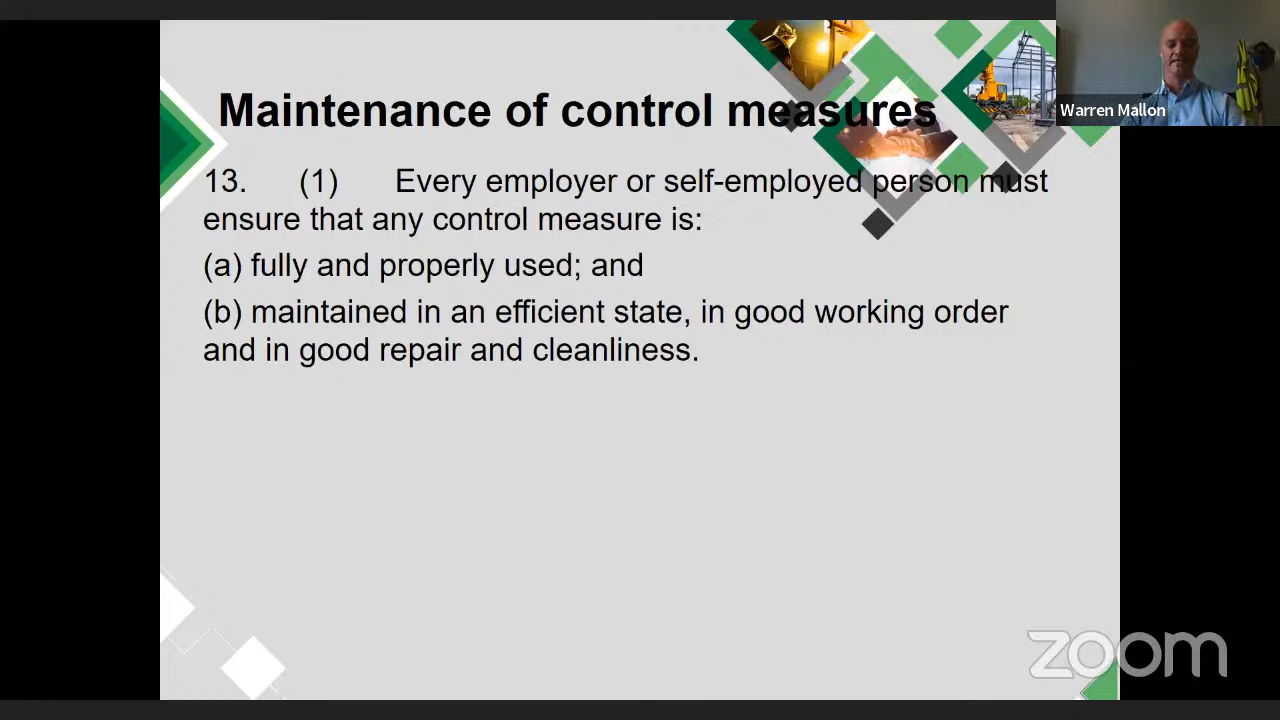 Warren Mallon
Maintenance of control measures
13. (1) Every employer or self-employed person must
ensure that any control measure is:
(a) fully and properly used; and
(b) maintained in an efficient state, in good working order
and in good repair and cleanliness.
zoom